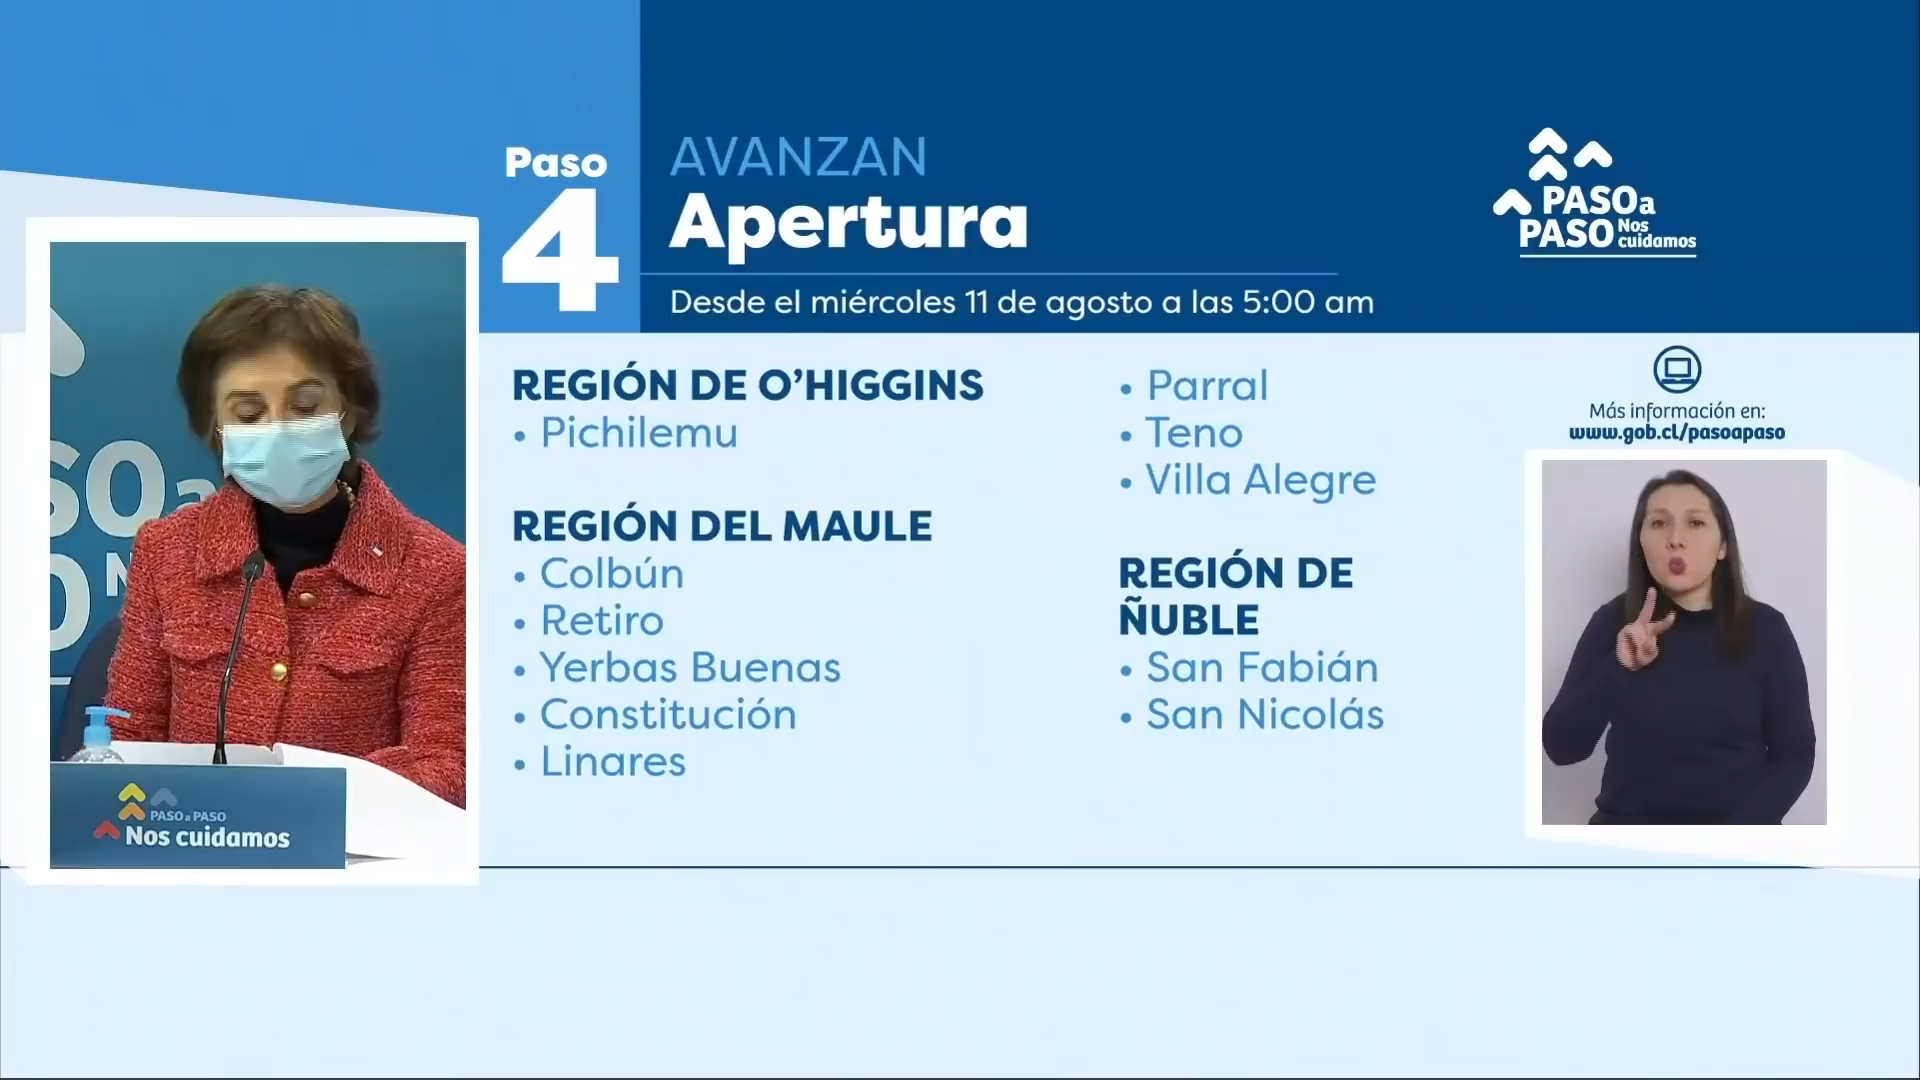 Paso
4
AVANZAN
Apertura
Desde el miércoles 11 de agosto a las 5:00 am
PASO a
PASO Nos
cuidamos
REGIÓN DE O’HIGGINS
• Pichilemu
REGIÓN DEL MAULE
• Colbún
• Retiro
• Yerbas Buenas
• Constitución
• Linares
• Parral
• Teno
• Villa Alegre
REGIÓN DE
ÑUBLE
• San Fabián
• San Nicolás
Más información en:
www.gob.cl/pasoapaso
SO a
O N
PASO a PASO
Nos cuidamos